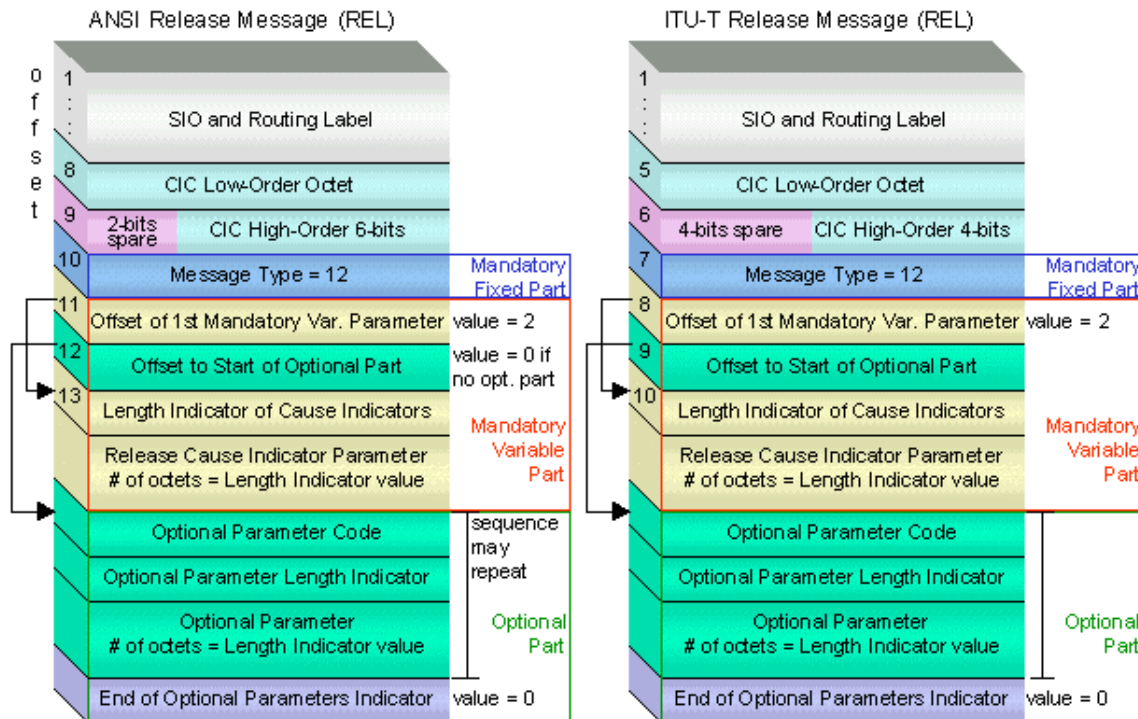 ANSI Release Message (REL)
offset
1
:
:
SIO and Routing Label
8
CIC Low-Order Octet
9
2-bits
spare
CIC High-Order 6-bits
10
Message Type = 12
Mandatory
Fixed Part
11
Offset of 1st Mandatory Var. Parameter
value = 2
12
Offset to Start of Optional Part
value = 0 if
no opt. part
13
Length Indicator of Cause Indicators
Release Cause Indicator Parameter
# of octets = Length Indicator value
Mandatory
Variable
Part
Optional Parameter Code
sequence
may
repeat
Optional Parameter Length Indicator
Optional Parameter
# of octets = Length Indicator value
Optional
Part
End of Optional Parameters Indicator
value = 0
ITU-T Release Message (REL)
1
:
:
SIO and Routing Label
5
CIC Low-Order Octet
6
4-bits spare
CIC High-Order 4-bits
7
Message Type = 12
Mandatory
Fixed Part
8
Offset of 1st Mandatory Var. Parameter
value = 2
9
Offset to Start of Optional Part
10
Length Indicator of Cause Indicators
Release Cause Indicator Parameter
# of octets = Length Indicator value
Mandatory
Variable
Part
Optional Parameter Code
Optional Parameter Length Indicator
Optional Parameter
# of octets = Length Indicator value
Optional
Part
End of Optional Parameters Indicator
value = 0